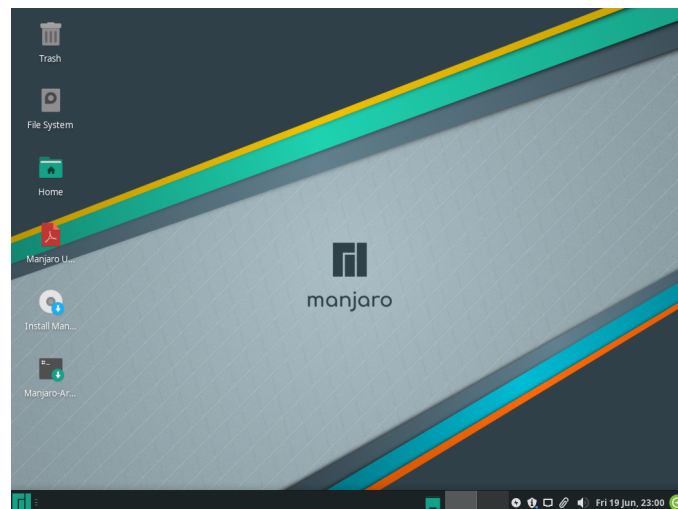 Trash
File System
Home
Manjaro U...
Install Man...
Manjaro-Ar...
manjaro
Fri 19 Jun, 23:00